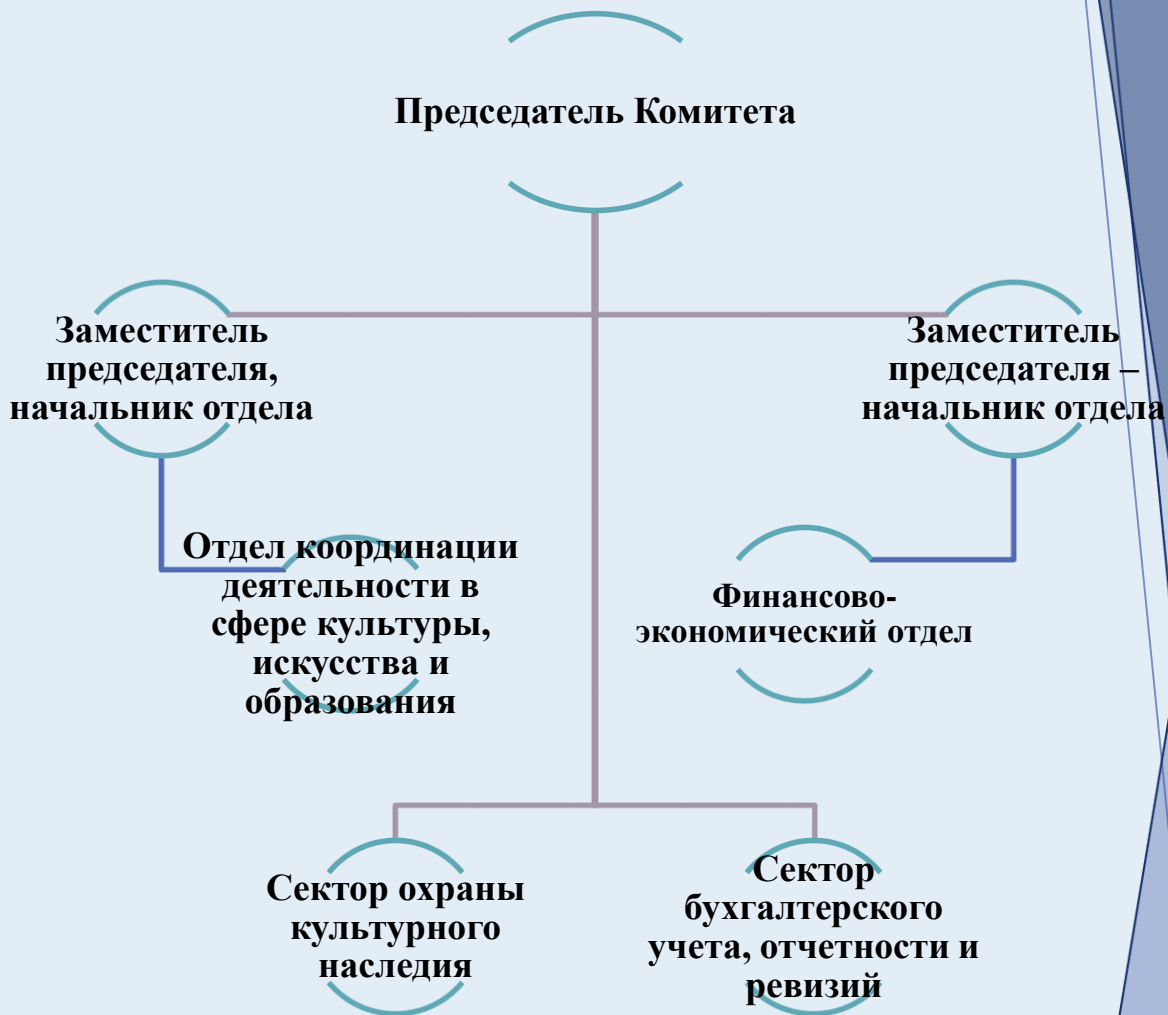 Председатель Комитета
Заместитель
председателя,
начальник отдела
Заместитель
председателя –
начальник отдела
Отдел координации
деятельности в
сфере культуры,
искусства и
образования
Финансово-
экономический отдел
Сектор охраны
культурного
наследия
Сектор
бухгалтерского
учета, отчетности и
ревизий